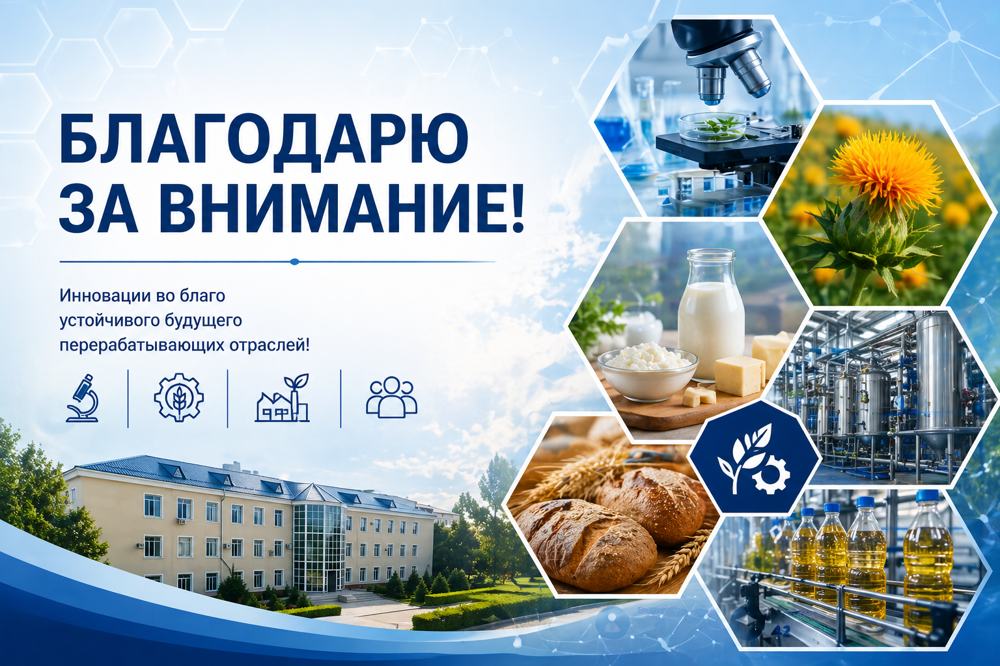 БЛАГОДАРЮ
ЗА ВНИМАНИЕ!
Инновации во благо
устойчивого будущего
перерабатывающих отраслей!